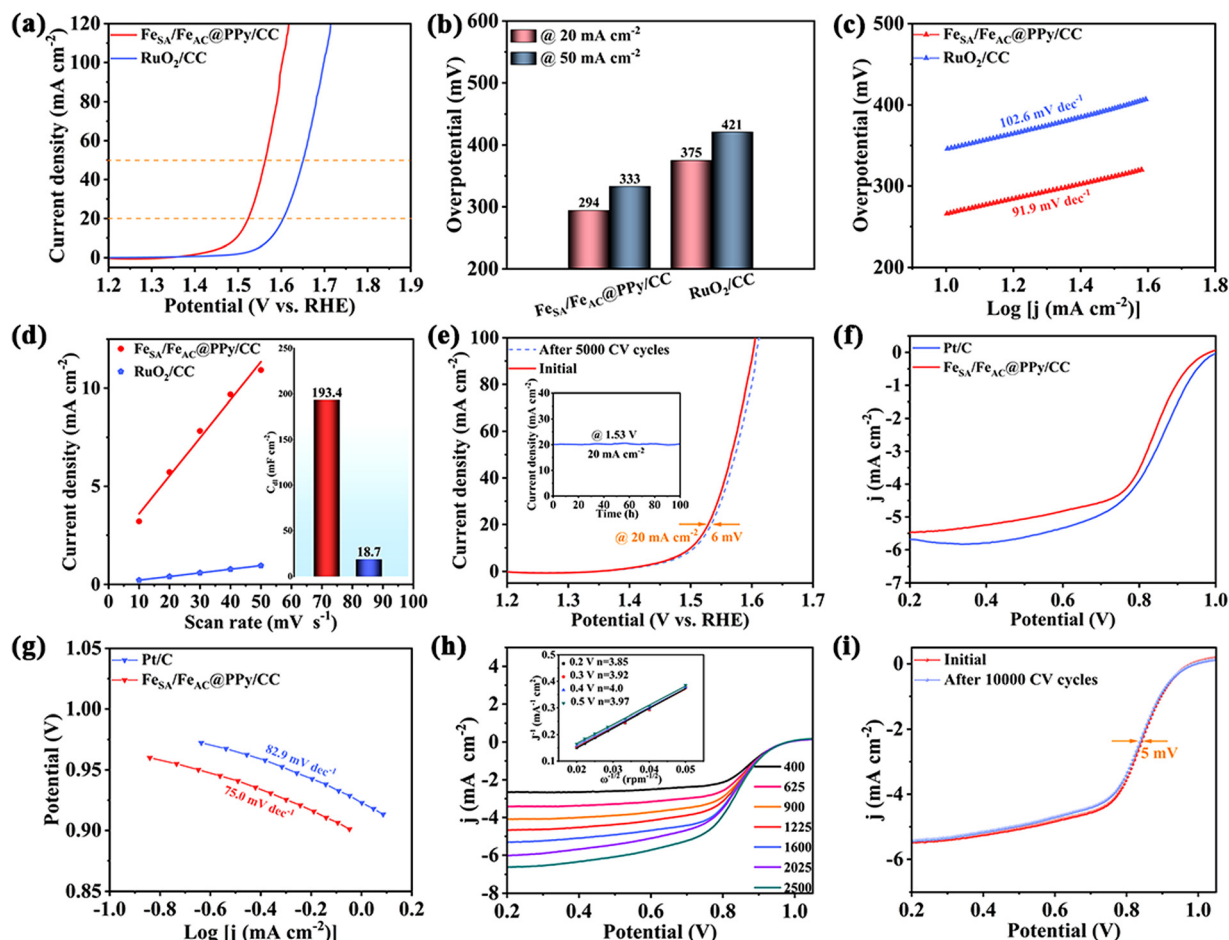 (a)
Fe_SA/Fe_AC@PPy/CC
RuO₂/CC
Current density (mA cm⁻²)
120
100
80
60
40
20
0
1.2 1.3 1.4 1.5 1.6 1.7 1.8 1.9
Potential (V vs. RHE)
(b)
@ 20 mA cm⁻²
@ 50 mA cm⁻²
Overpotential (mV)
600
500
400
300
200
294
333
375
421
Fe_SA/Fe_AC@PPy/CC
RuO₂/CC
(c)
Fe_SA/Fe_AC@PPy/CC
RuO₂/CC
Overpotential (mV)
500
400
300
200
102.6 mV dec⁻¹
91.9 mV dec⁻¹
1.0 1.2 1.4 1.6 1.8
Log [j (mA cm⁻²)]
(d)
Fe_SA/Fe_AC@PPy/CC
RuO₂/CC
Current density (mA cm⁻²)
10
5
0
0 10 20 30 40 50 60 70 80 90 100
Scan rate (mV s⁻¹)
C_dl (mF cm⁻²)
250
200
150
100
50
0
193.4
18.7
(e)
After 5000 CV cycles
Initial
Current density (mA cm⁻²)
100
80
60
40
20
0
1.2 1.3 1.4 1.5 1.6 1.7
Potential (V vs. RHE)
Current density (mA cm⁻²)
40
30
20
10
0
@ 1.53 V
20 mA cm⁻²
0 20 40 60 80 100
Time (h)
@ 20 mA cm⁻²
6 mV
(f)
Pt/C
Fe_SA/Fe_AC@PPy/CC
j (mA cm⁻²)
0
-1
-2
-3
-4
-5
-6
-7
0.2 0.4 0.6 0.8 1.0
Potential (V)
(g)
Pt/C
Fe_SA/Fe_AC@PPy/CC
Potential (V)
1.05
1.00
0.95
0.90
0.85
82.9 mV dec⁻¹
75.0 mV dec⁻¹
-1.0 -0.8 -0.6 -0.4 -0.2 0.0 0.2
Log [j (mA cm⁻²)]
(h)
j (mA cm⁻²)
4
2
0
-2
-4
-6
-8
0.2 0.4 0.6 0.8 1.0
Potential (V)
J⁻¹ (mA⁻¹ cm²)
0.5
0.4
0.3
0.2
0.1
0.2 V n=3.85
0.3 V n=3.92
0.4 V n=4.0
0.5 V n=3.97
0.02 0.03 0.04 0.05
ω⁻¹/² (rpm⁻¹/²)
400
625
900
1225
1600
2025
2500
(i)
Initial
After 10000 CV cycles
j (mA cm⁻²)
0
-2
-4
-6
5 mV
0.2 0.4 0.6 0.8 1.0
Potential (V)